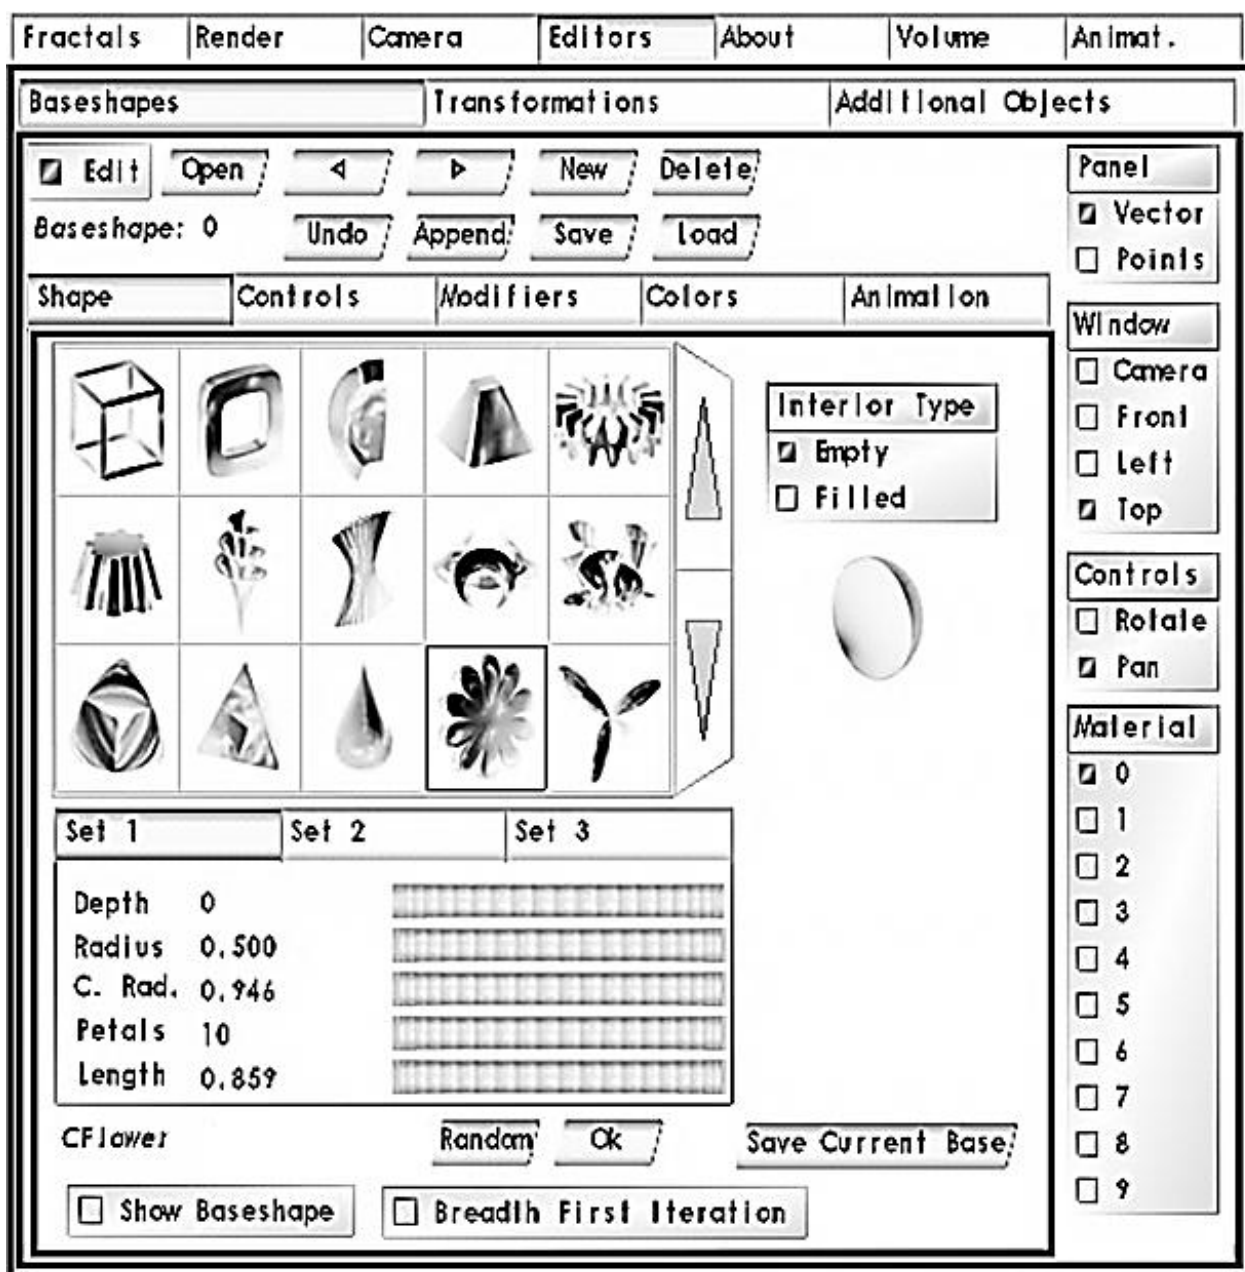 Fractals Render Camera Editors About Volume Animat.
Baseshapes Transformations Additional Objects
Edit Open New Delete
Baseshape: 0 Undo Append Save Load
Shape Controls Modifiers Colors Animation
Panel
Vector
Points
Window
Camera
Front
Left
Top
Interior Type
Empty
Filled
Controls
Rotate
Pan
Material
0
1
2
3
4
5
6
7
8
9
Set 1 Set 2 Set 3
Depth 0
Radius 0.500
C. Rad. 0.946
Petals 10
Length 0.859
CFlower Random Ok Save Current Base
Show Baseshape Breadth First Iteration